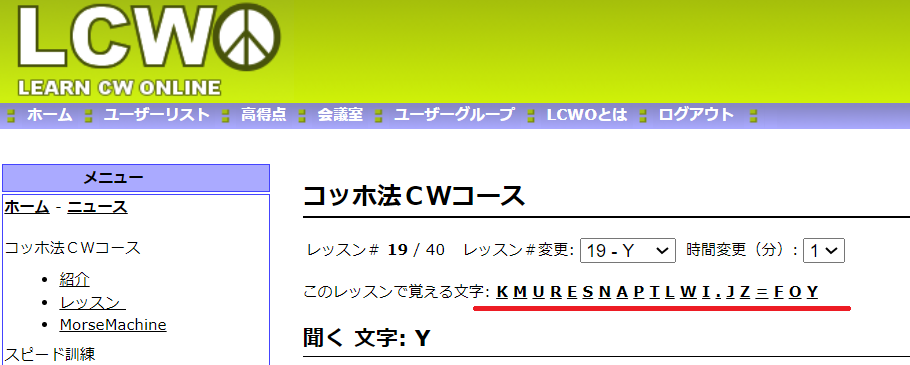 LCWO
LEARN CW ONLINE
ホーム ユーザーリスト 高得点 会議室 ユーザーグループ LCWOとは ログアウト
メニュー
ホーム - ニュース
コッホ法ＣＷコース
紹介
レッスン
MorseMachine
スピード訓練
コッホ法ＣＷコース
レッスン＃ 19 / 40 レッスン＃変更: 19 - Y 時間変更（分）: 1
このレッスンで覚える文字: K M U R E S N A P T L W I . J Z = F O Y
聞く 文字: Y